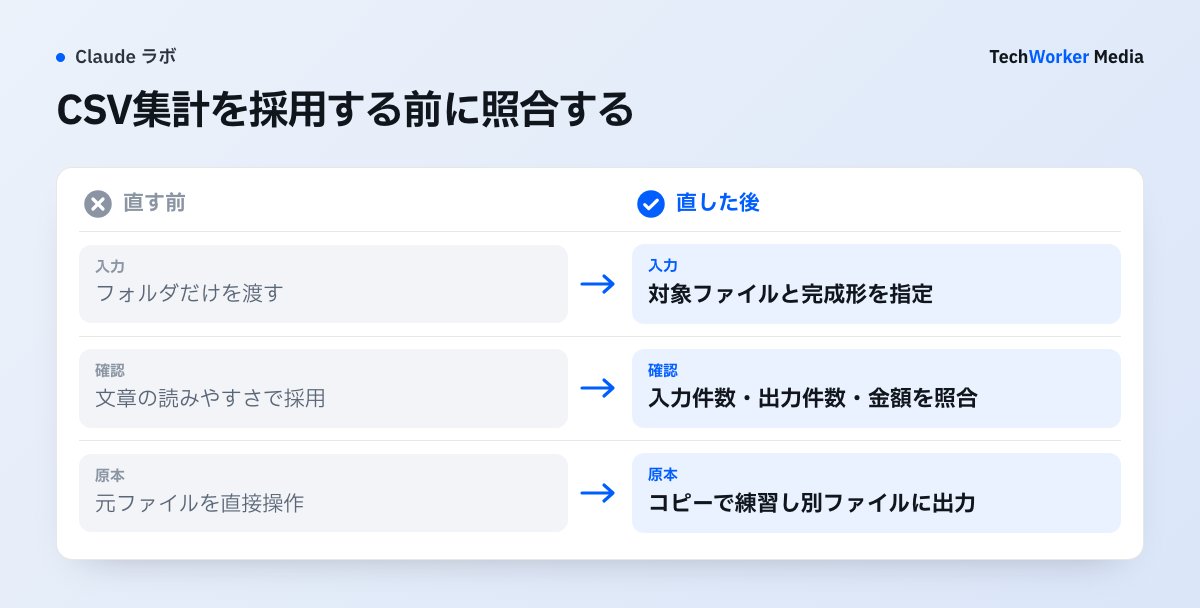 Claude ラボ
TechWorker Media
CSV集計を採用する前に照合する
直す前
直した後
入力
フォルダだけを渡す
入力
対象ファイルと完成形を指定
確認
文章の読みやすさで採用
確認
入力件数・出力件数・金額を照合
原本
元ファイルを直接操作
原本
コピーで練習し別ファイルに出力